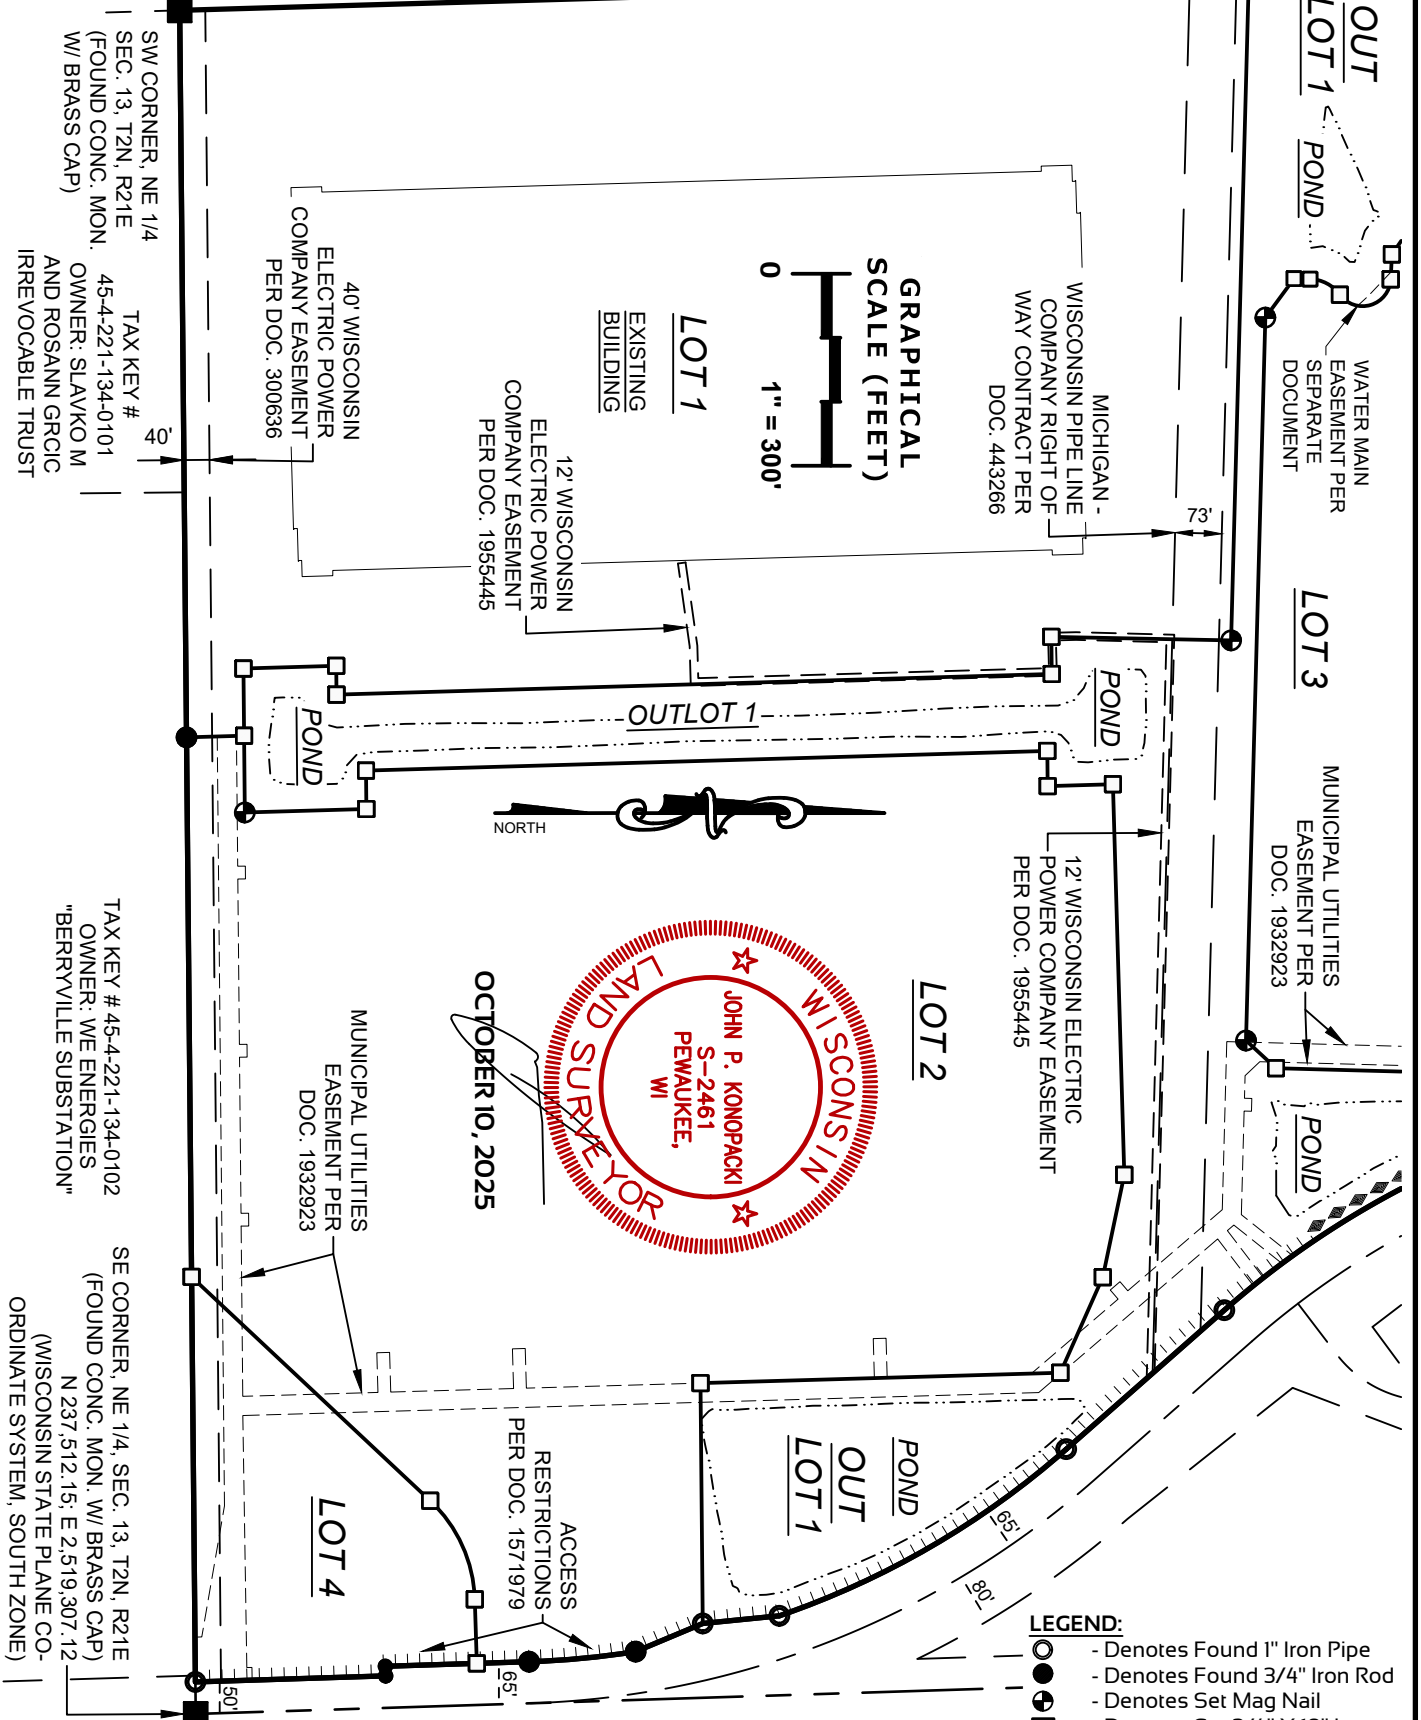 OUT
LOT 1
POND
WATER MAIN
EASEMENT PER
SEPARATE
DOCUMENT
LOT 3
MUNICIPAL UTILITIES
EASEMENT PER
DOC. 1932923
POND
73'
MICHIGAN -
WISCONSIN PIPE LINE
COMPANY RIGHT OF
WAY CONTRACT PER
DOC. 443266
GRAPHICAL
SCALE (FEET)
0
1" = 300'
LOT 1
EXISTING
BUILDING
12' WISCONSIN
ELECTRIC POWER
COMPANY EASEMENT
PER DOC. 1955445
40' WISCONSIN
ELECTRIC POWER
COMPANY EASEMENT
PER DOC. 300636
SW CORNER, NE 1/4
SEC. 13, T2N, R21E
(FOUND CONC. MON.
W/ BRASS CAP)
TAX KEY #
45-4-221-134-0101
OWNER: SLAVKO M
AND ROSANN GRCIC
IRREVOCABLE TRUST
40'
POND
OUTLOT 1
POND
NORTH
12' WISCONSIN ELECTRIC
POWER COMPANY EASEMENT
PER DOC. 1955445
LOT 2
WISCONSIN
JOHN P. KONOPACKI
S-2461
PEWAUKEE,
WI
LAND SURVEYOR
OCTOBER 10, 2025
MUNICIPAL UTILITIES
EASEMENT PER
DOC. 1932923
TAX KEY # 45-4-221-134-0102
OWNER: WE ENERGIES
"BERRYVILLE SUBSTATION"
SE CORNER, NE 1/4, SEC. 13, T2N, R21E
(FOUND CONC. MON. W/ BRASS CAP)
N 237,512.15; E 2,519,307.12
(WISCONSIN STATE PLANE CO-
ORDINATE SYSTEM, SOUTH ZONE)
POND
OUT
LOT 1
ACCESS
RESTRICTIONS
PER DOC. 1571979
LOT 4
65'
80'
65'
50'
LEGEND:
- Denotes Found 1" Iron Pipe
- Denotes Found 3/4" Iron Rod
- Denotes Set Mag Nail